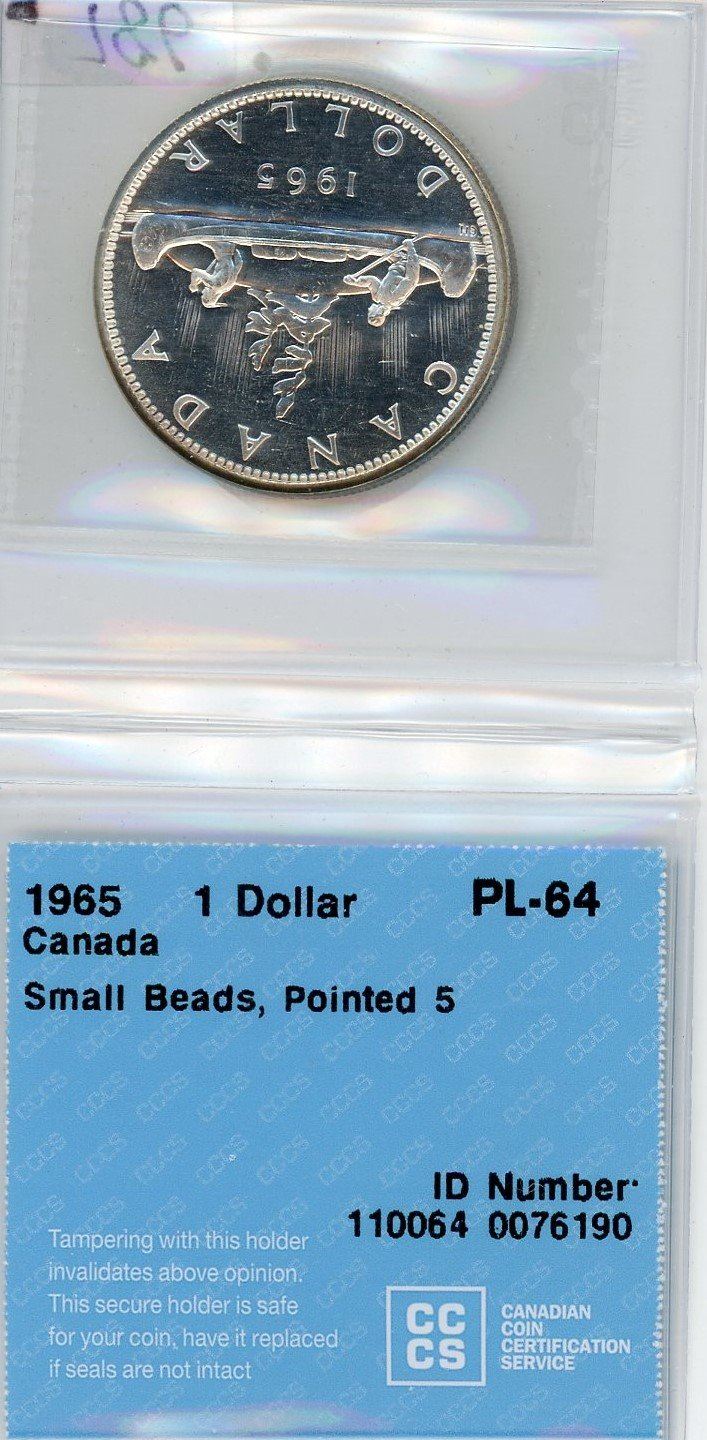 786
CANADA
1965
DOLLAR
1965 1 Dollar PL-64
Canada
Small Beads, Pointed 5
ID Number
110064 0076190
Tampering with this holder
invalidates above opinion.
This secure holder is safe
for your coin, have it replaced
if seals are not intact
CC
CS
CANADIAN
COIN
CERTIFICATION
SERVICE